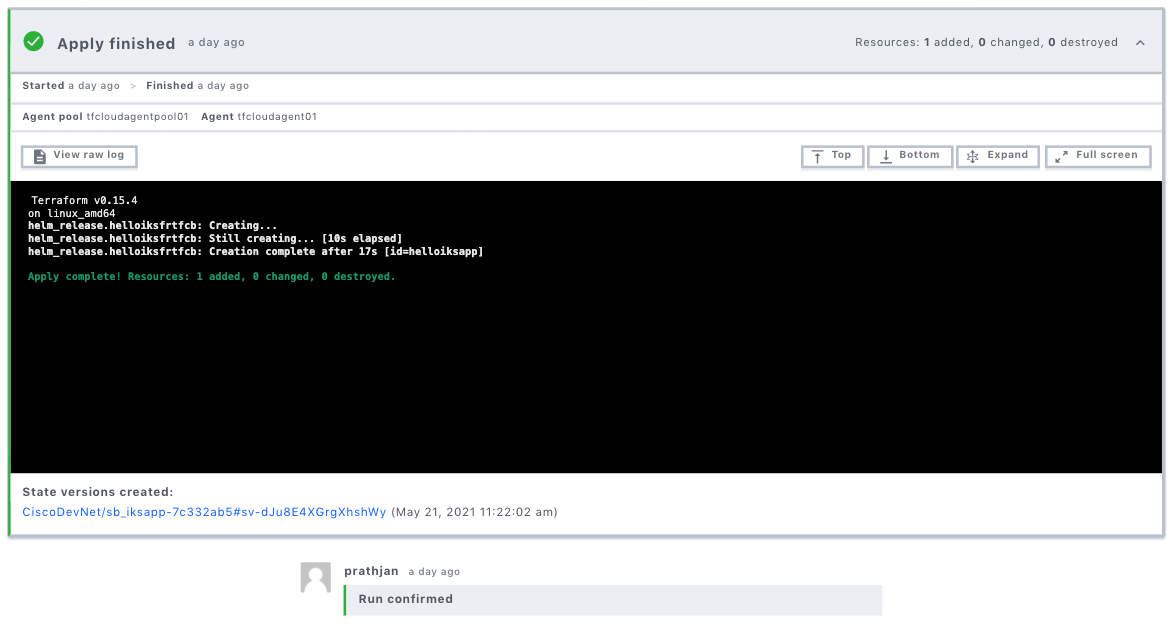 Apply finished a day ago Resources: 1 added, 0 changed, 0 destroyed
Started a day ago > Finished a day ago
Agent pool tfcloudagentpool01 Agent tfcloudagent01
View raw log Top Bottom Expand Full screen
Terraform v0.15.4
on linux_amd64
helm_release.helloiksfrtfcb: Creating...
helm_release.helloiksfrtfcb: Still creating... [10s elapsed]
helm_release.helloiksfrtfcb: Creation complete after 17s [id=helloiksapp]
Apply complete! Resources: 1 added, 0 changed, 0 destroyed.
State versions created:
CiscoDevNet/sb_iksapp-7c332ab5#sv-dJu8E4XGrgXhshWy (May 21, 2021 11:22:02 am)
prathjan a day ago
Run confirmed